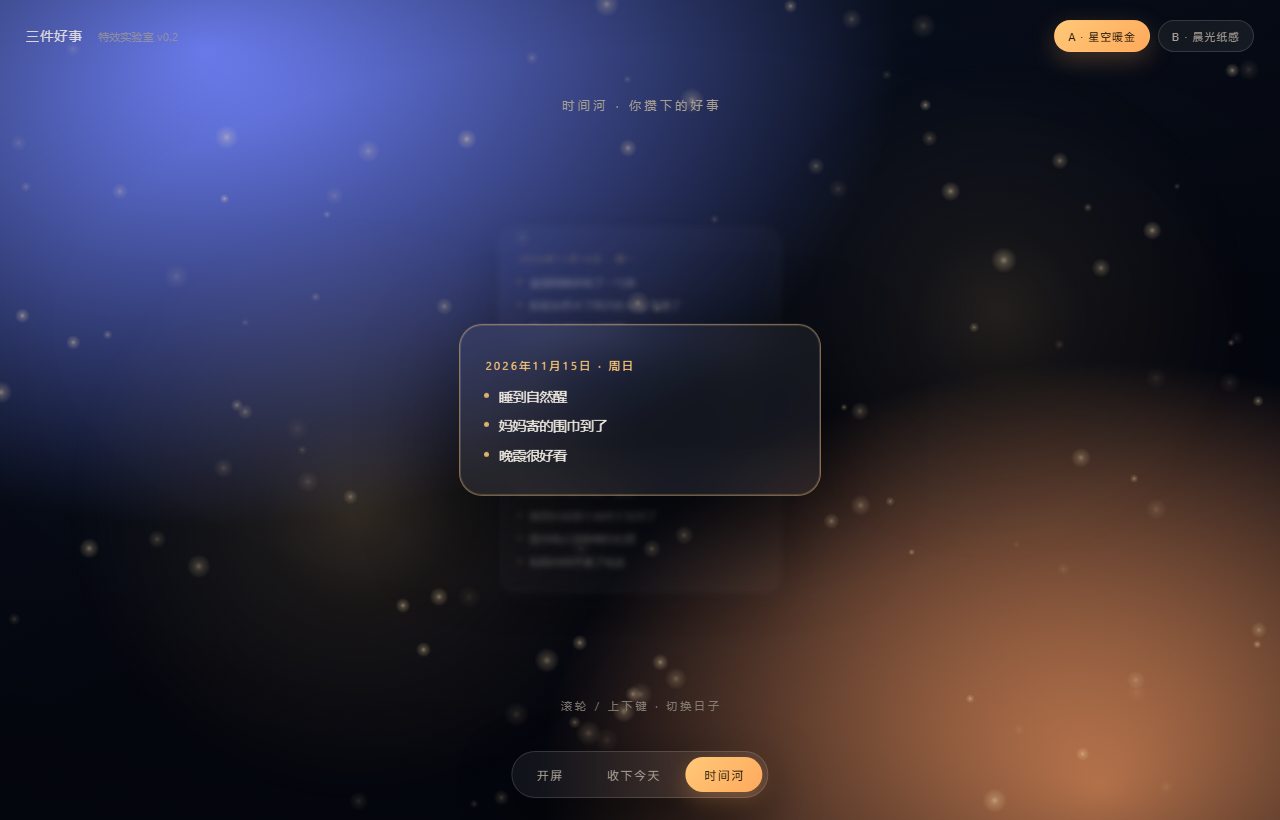 三件好事 特效实验室 v0.2
A · 星空暖金
B · 晨光纸感
时间河 · 你攒下的好事
2026年11月15日 · 周日
睡到自然醒
妈妈寄的围巾到了
晚霞很好看
滚轮 / 上下键 · 切换日子
开屏
收下今天
时间河